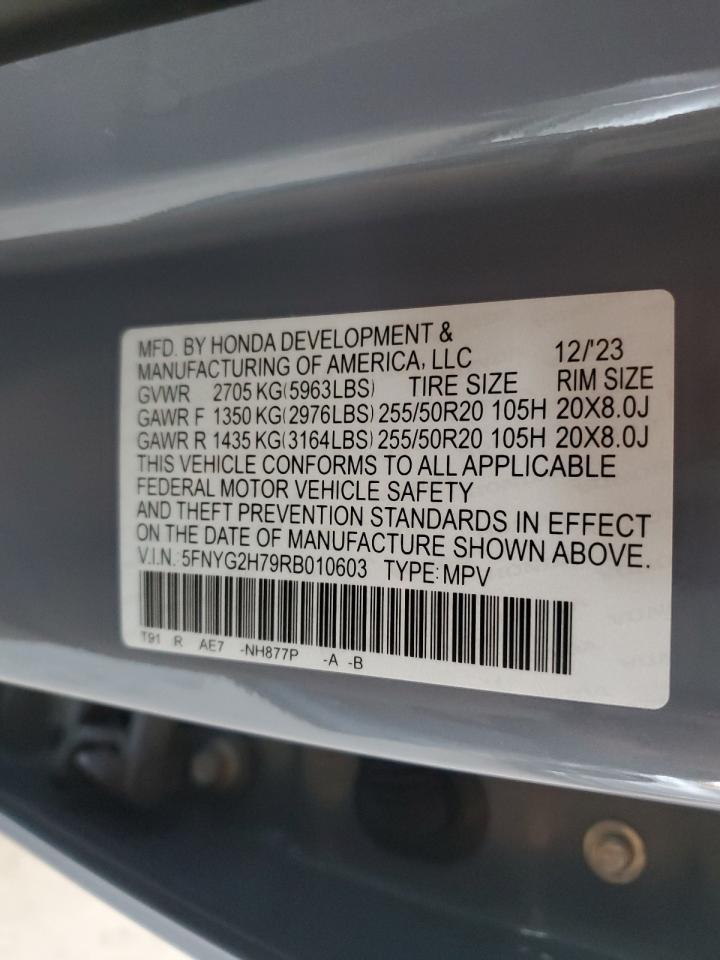 MFD. BY HONDA DEVELOPMENT &
MANUFACTURING OF AMERICA, LLC 12/'23
GVWR 2705 KG(5963LBS) TIRE SIZE RIM SIZE
GAWR F 1350 KG(2976LBS) 255/50R20 105H 20X8.0J
GAWR R 1435 KG(3164LBS) 255/50R20 105H 20X8.0J
THIS VEHICLE CONFORMS TO ALL APPLICABLE
FEDERAL MOTOR VEHICLE SAFETY
AND THEFT PREVENTION STANDARDS IN EFFECT
ON THE DATE OF MANUFACTURE SHOWN ABOVE.
V.I.N.: 5FNYG2H79RB010603 TYPE: MPV
T91 R AE7 -NH877P -A -B